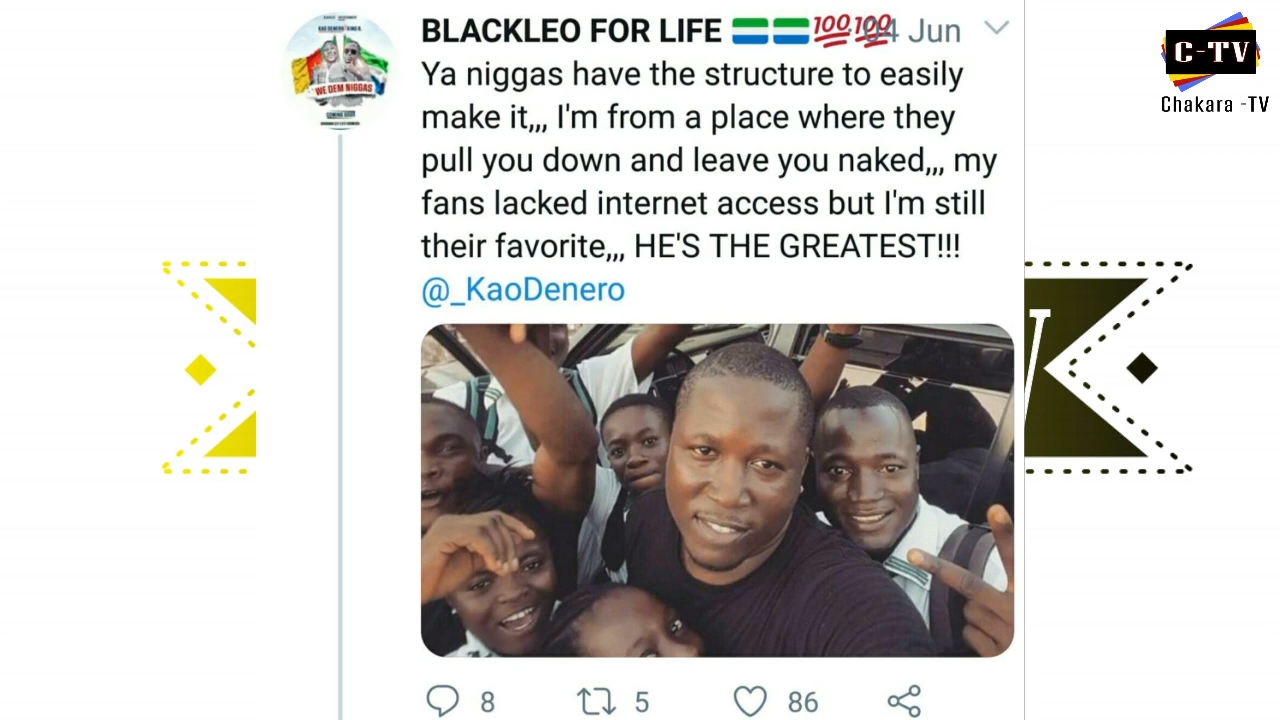 BLACKLEO FOR LIFE 🇸🇱🇸🇱💯💯 04 Jun
Ya niggas have the structure to easily
make it,,, I'm from a place where they
pull you down and leave you naked,,, my
fans lacked internet access but I'm still
their favorite,,, HE'S THE GREATEST!!!
@_KaoDenero
8 5 86
WE DEM NIGGAS
COMING SOON
C-TV
Chakara -TV
V